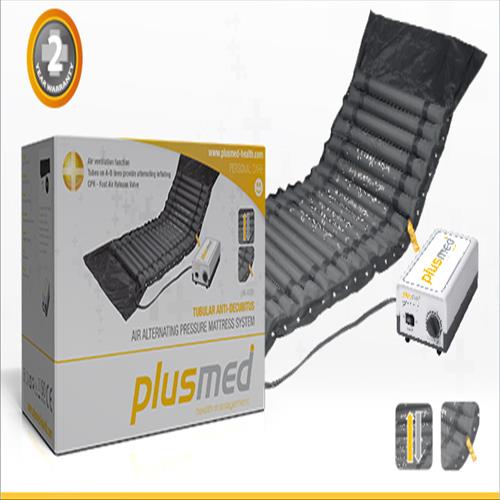 2
YEAR WARRANTY
www.plusmed-health.com
PERSONAL CARE
Air ventilation function
Tubes on A-B lines provide alternating inflating
CPR - Fast Air Release Valve
TUBULAR ANTI-DECUBITUS
AIR ALTERNATING PRESSURE MATTRESS SYSTEM
plusmed
health management
plusmed